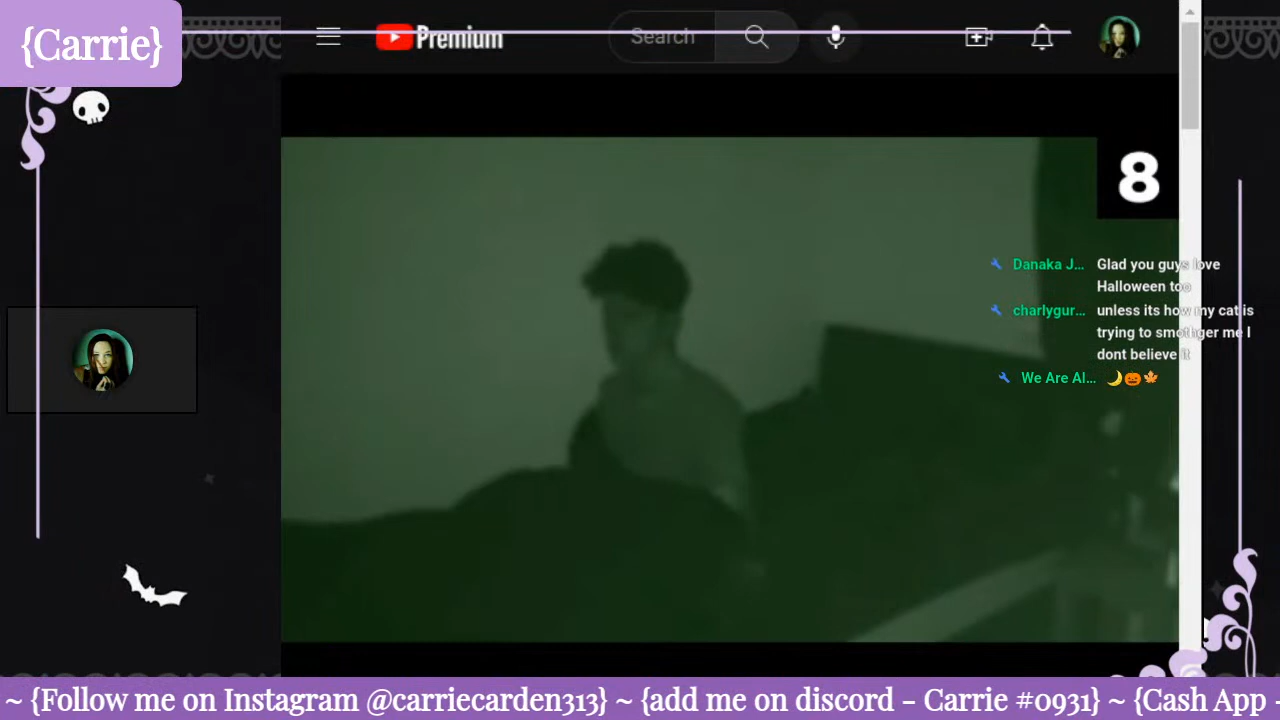 {Carrie}
Premium
Search
8
Danaka J... Glad you guys love
Halloween too
charlygur... unless its how my cat is
trying to smothger me I
dont believe it
We Are Al... 🌙🎃🍁
~ {Follow me on Instagram @carriecarden313} ~ {add me on discord - Carrie #0931} ~ {Cash App -